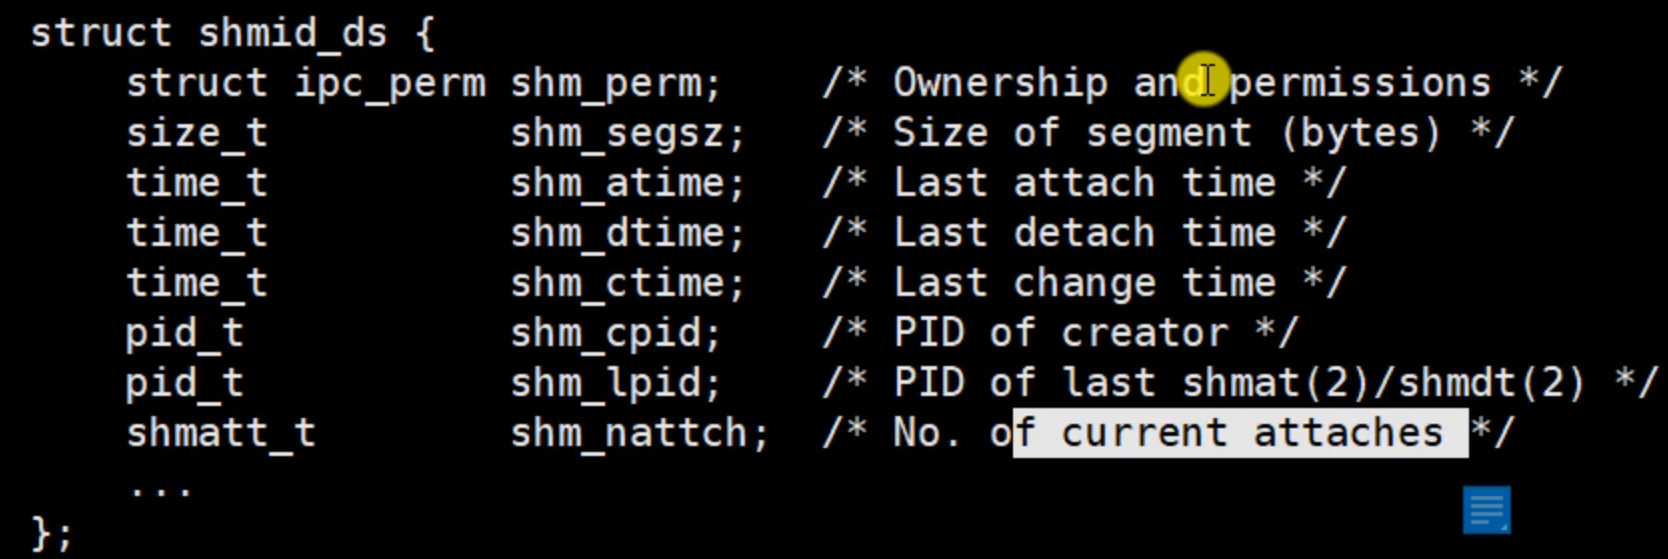 struct shmid_ds {
struct ipc_perm shm_perm; /* Ownership and permissions */
size_t shm_segsz; /* Size of segment (bytes) */
time_t shm_atime; /* Last attach time */
time_t shm_dtime; /* Last detach time */
time_t shm_ctime; /* Last change time */
pid_t shm_cpid; /* PID of creator */
pid_t shm_lpid; /* PID of last shmat(2)/shmdt(2) */
shmatt_t shm_nattch; /* No. of current attaches */
...
};